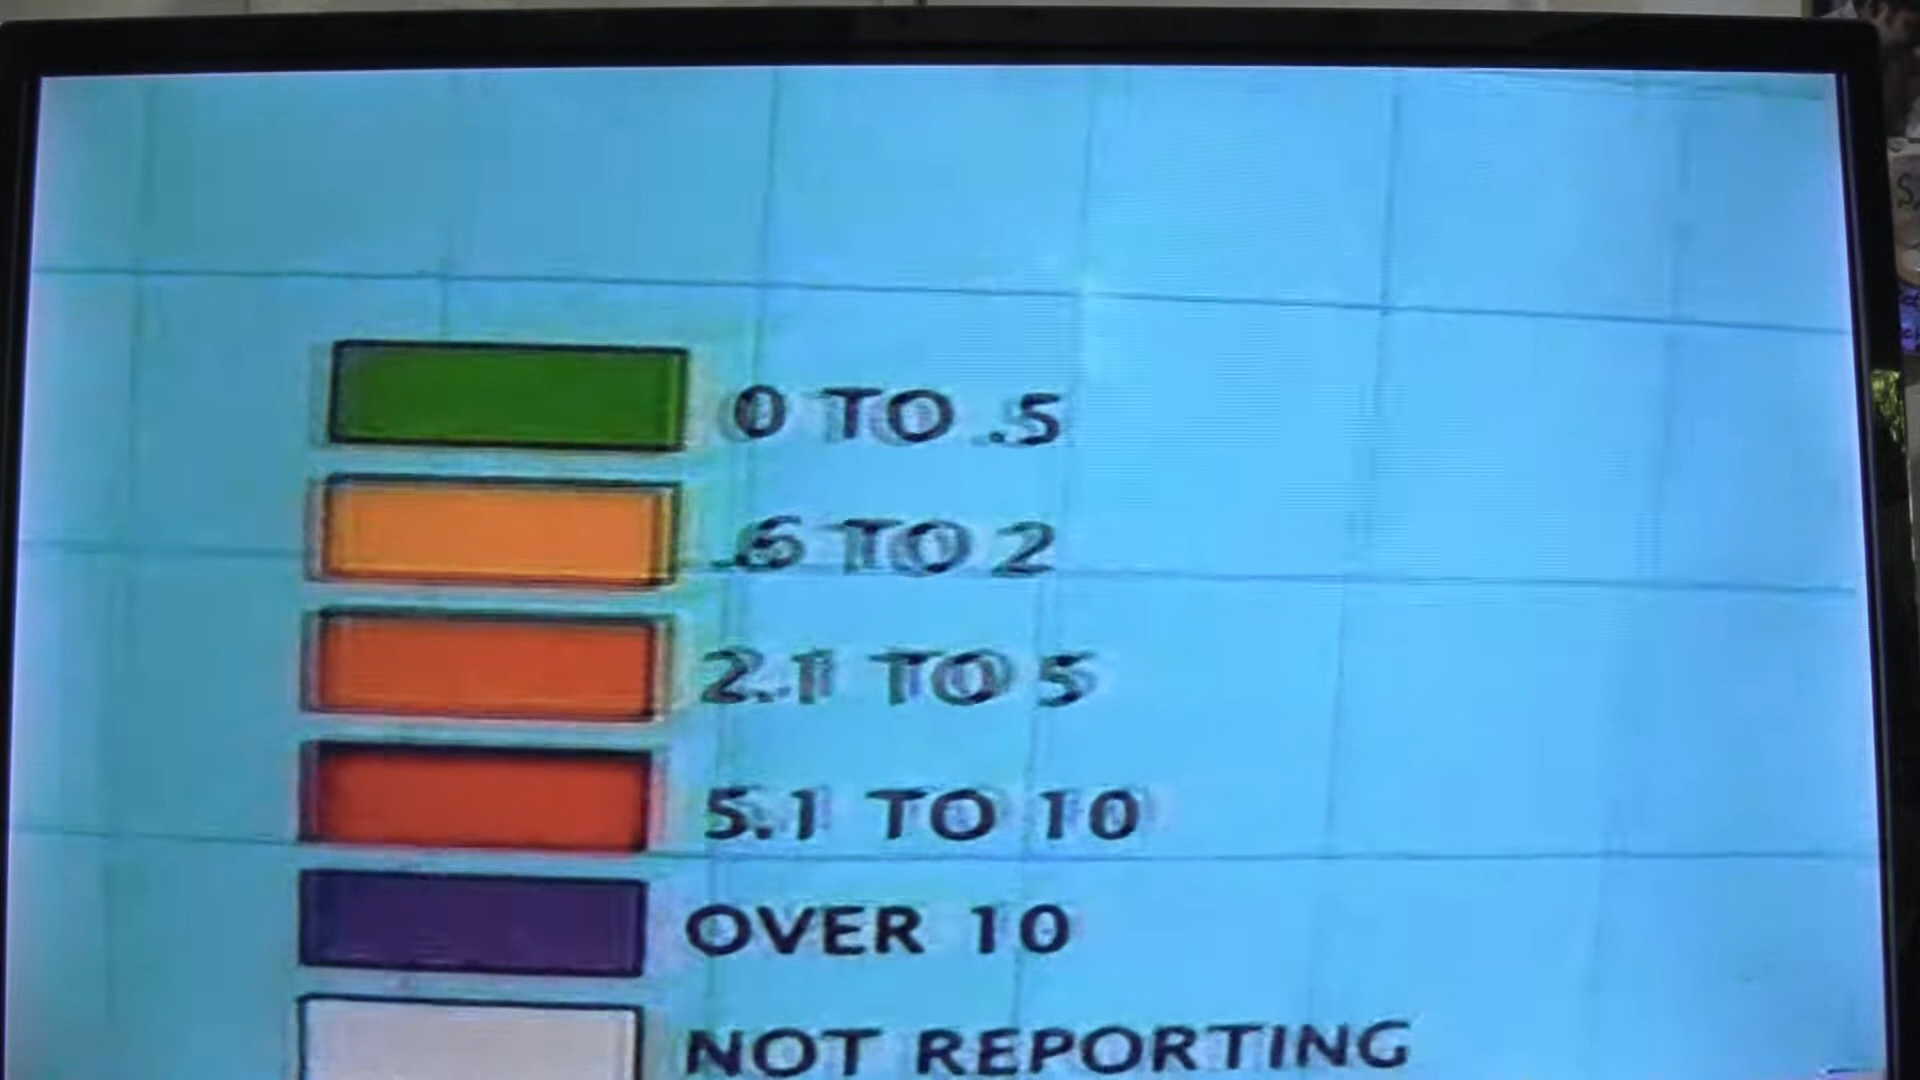 0 TO .5
.6 TO 2
2.1 TO 5
5.1 TO 10
OVER 10
NOT REPORTING